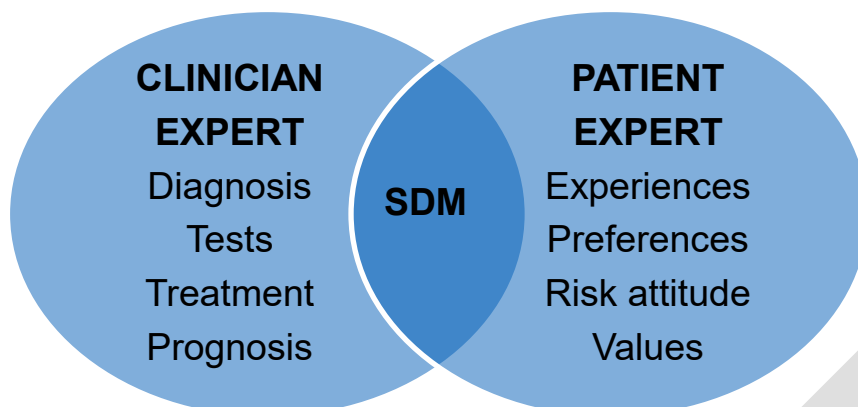 CLINICIAN
EXPERT
Diagnosis
Tests
Treatment
Prognosis
SDM
PATIENT
EXPERT
Experiences
Preferences
Risk attitude
Values